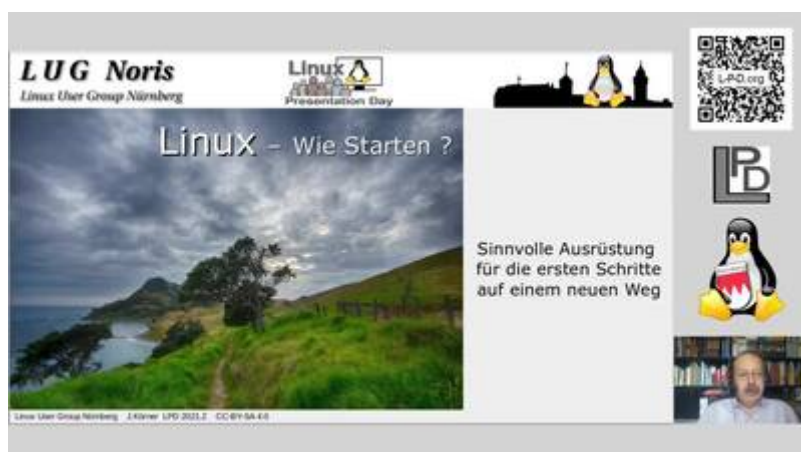 LUG Noris
Linux User Group Nürnberg
Linux
Presentation Day
L-P-D.org
Linux – Wie Starten ?
LPD
Sinnvolle Ausrüstung
für die ersten Schritte
auf einem neuen Weg
Linux User Group Nürnberg J.Körner LPD 2021.2 CC-BY-SA 4.0